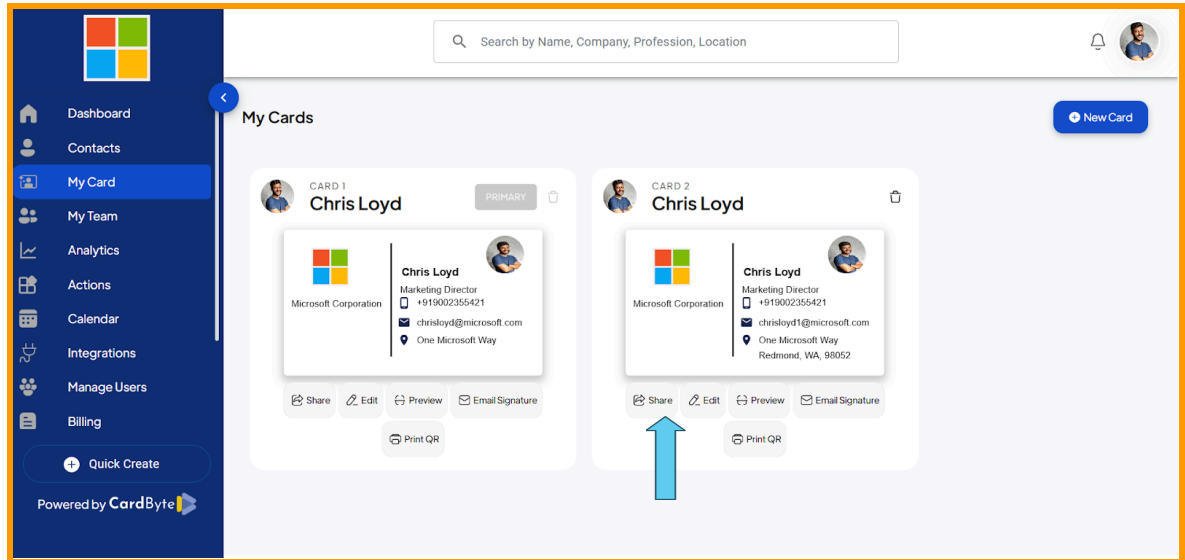 Search by Name, Company, Profession, Location
Dashboard
Contacts
My Card
My Team
Analytics
Actions
Calendar
Integrations
Manage Users
Billing
Quick Create
Powered by CardByte
My Cards
New Card
CARD 1
Chris Loyd
PRIMARY
Microsoft Corporation
Chris Loyd
Marketing Director
+919002355421
chrisloyd@microsoft.com
One Microsoft Way
Share Edit Preview Email Signature
Print QR
CARD 2
Chris Loyd
Microsoft Corporation
Chris Loyd
Marketing Director
+919002355421
chrisloyd1@microsoft.com
One Microsoft Way
Redmond, WA, 98052
Share Edit Preview Email Signature
Print QR